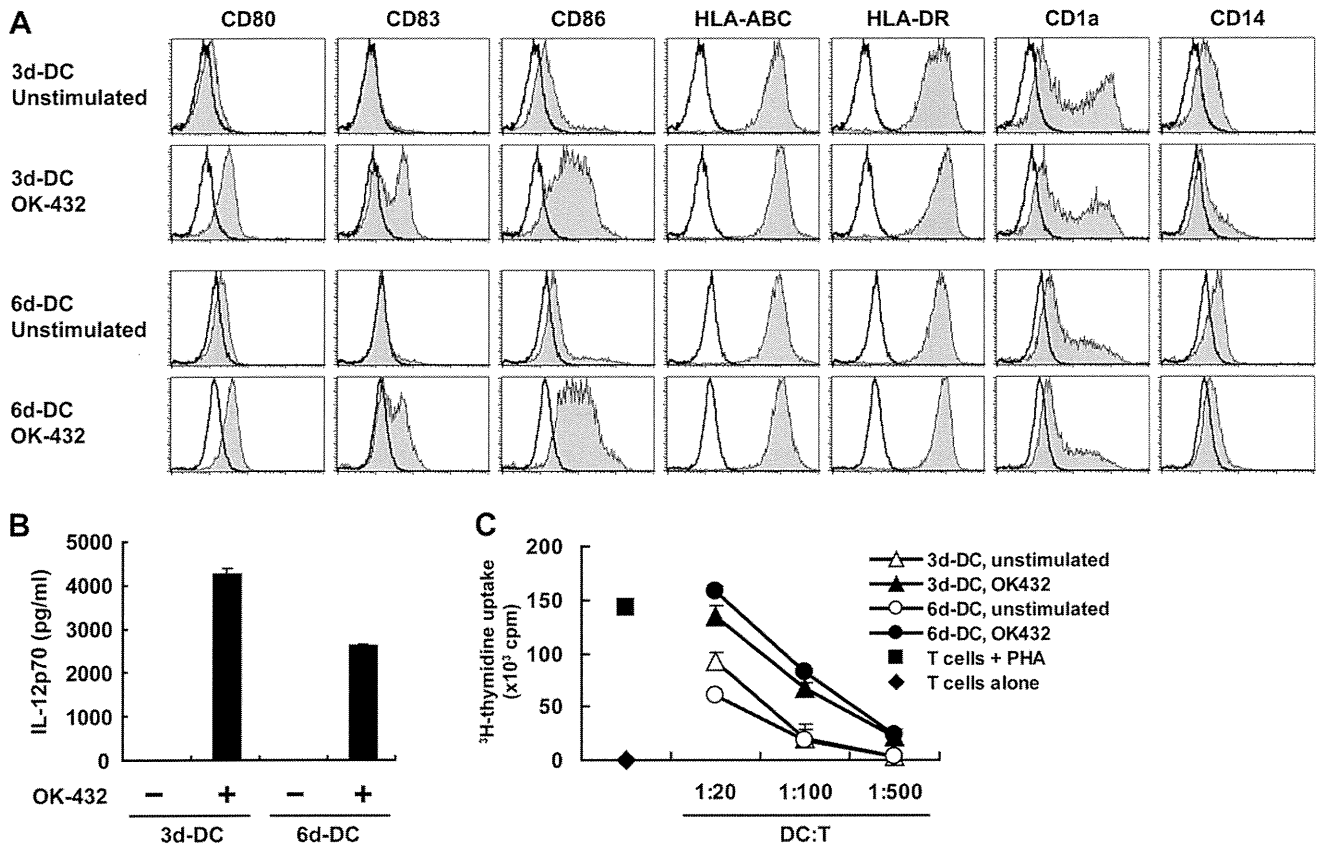 A
CD80 CD83 CD86 HLA-ABC HLA-DR CD1a CD14
3d-DC
Unstimulated
3d-DC
OK-432
6d-DC
Unstimulated
6d-DC
OK-432
B
IL-12p70 (pg/ml)
5000
4000
3000
2000
1000
0
OK-432 − + − +
3d-DC 6d-DC
C
³H-thymidine uptake
(x10³ cpm)
200
150
100
50
0
1:20 1:100 1:500
DC:T
3d-DC, unstimulated
3d-DC, OK432
6d-DC, unstimulated
6d-DC, OK432
T cells + PHA
T cells alone